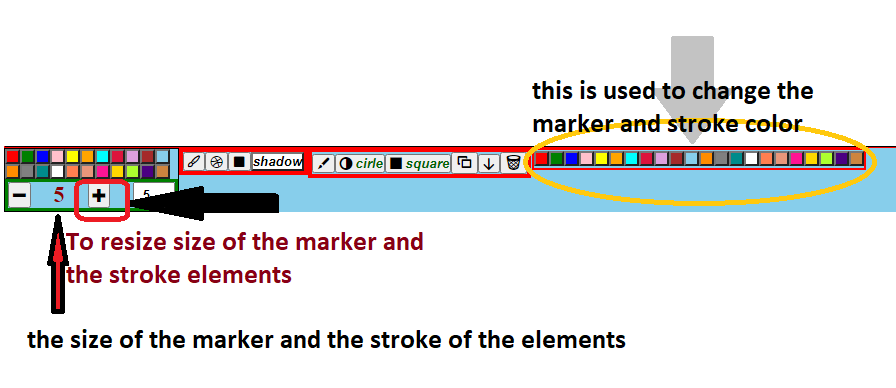 this is used to change the
marker and stroke color
shadow
cirle
square
5
5
To resize size of the marker and
the stroke elements
the size of the marker and the stroke of the elements